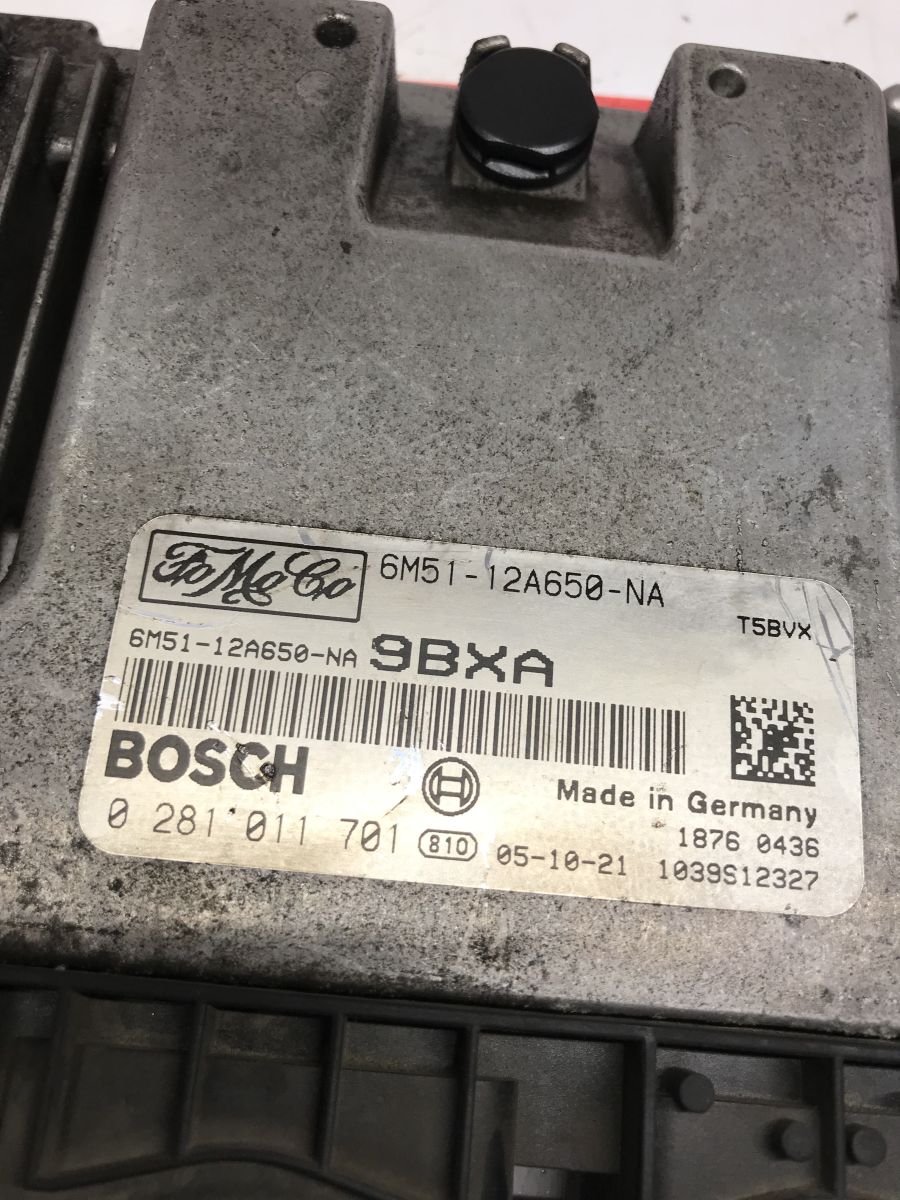 FoMoCo 6M51-12A650-NA
T5BVX
6M51-12A650-NA 9BXA
BOSCH
Made in Germany
0 281 011 701 810 05-10-21
1876 0436
1039S12327